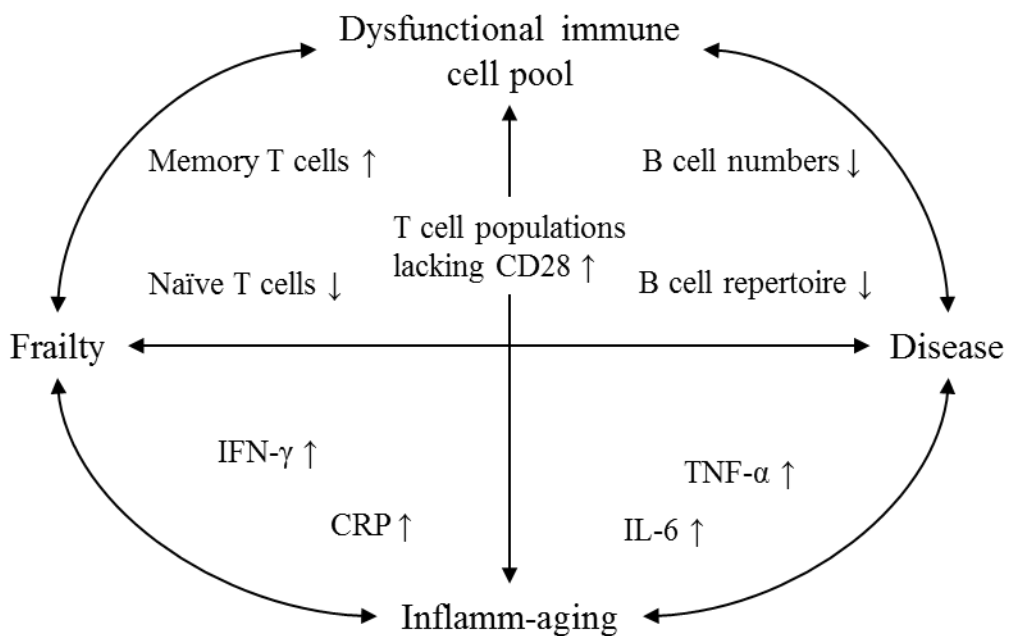 Dysfunctional immune
cell pool
Memory T cells ↑
B cell numbers ↓
T cell populations
lacking CD28 ↑
Naïve T cells ↓
B cell repertoire ↓
Frailty
Disease
IFN-γ ↑
TNF-α ↑
CRP ↑
IL-6 ↑
Inflamm-aging